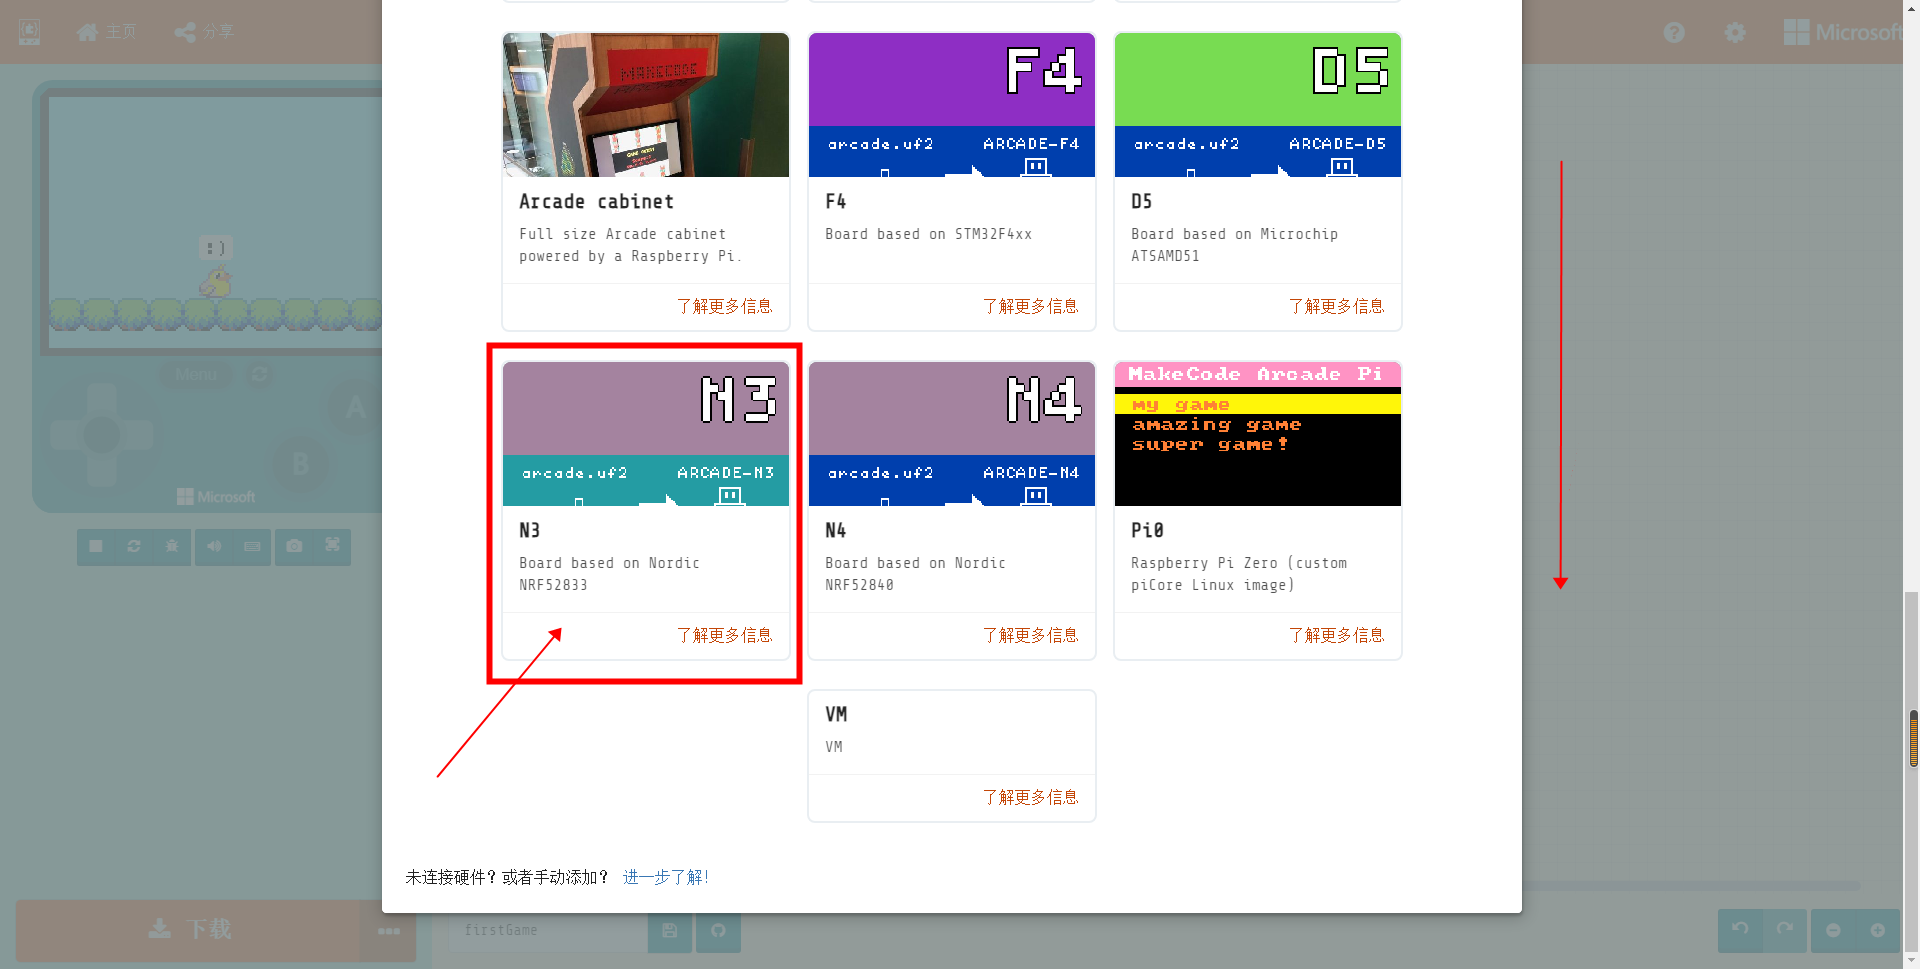 主页
分享
Microsoft
:)
Menu
A
B
Microsoft
MAKECODE
Arcade cabinet
Full size Arcade cabinet
powered by a Raspberry Pi.
了解更多信息
F4
arcade.uf2 ARCADE-F4
F4
Board based on STM32F4xx
了解更多信息
D5
arcade.uf2 ARCADE-D5
D5
Board based on Microchip
ATSAMD51
了解更多信息
N3
arcade.uf2 ARCADE-N3
N3
Board based on Nordic
NRF52833
了解更多信息
N4
arcade.uf2 ARCADE-N4
N4
Board based on Nordic
NRF52840
了解更多信息
MakeCode Arcade Pi
my game
amazing game
super game!
Pi0
Raspberry Pi Zero (custom
piCore Linux image)
了解更多信息
VM
VM
了解更多信息
未连接硬件？或者手动添加？ 进一步了解!
下载
firstGame